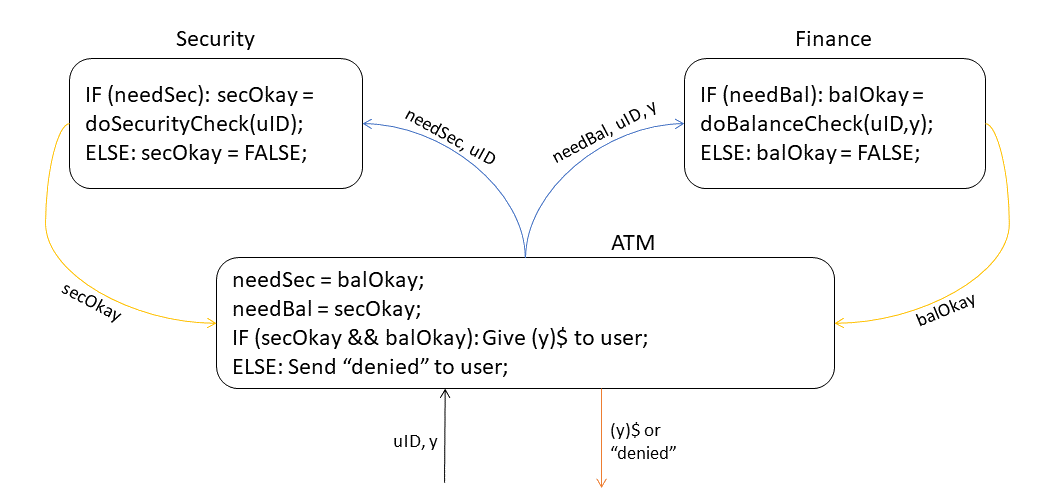 Security
IF (needSec): secOkay =
doSecurityCheck(uID);
ELSE: secOkay = FALSE;
needSec, uID
Finance
IF (needBal): balOkay =
doBalanceCheck(uID,y);
ELSE: balOkay = FALSE;
needBal, uID, y
ATM
needSec = balOkay;
needBal = secOkay;
IF (secOkay && balOkay): Give (y)$ to user;
ELSE: Send “denied” to user;
secOkay
balOkay
uID, y
(y)$ or
“denied”